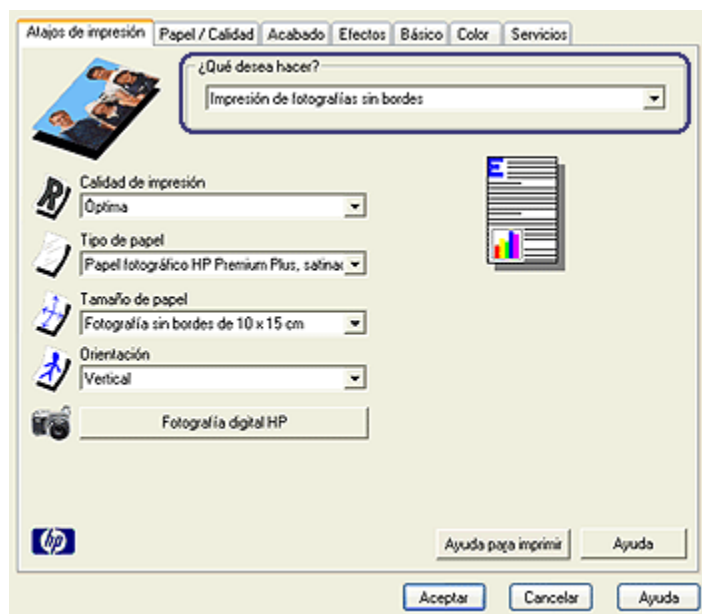 Atajos de impresión Papel / Calidad Acabado Efectos Básico Color Servicios
¿Qué desea hacer?
Impresión de fotografías sin bordes
Calidad de impresión
Óptima
Tipo de papel
Papel fotográfico HP Premium Plus, satinac
Tamaño de papel
Fotografía sin bordes de 10 x 15 cm
Orientación
Vertical
Fotografía digital HP
hp
Ayuda para imprimir Ayuda
Aceptar Cancelar Ayuda